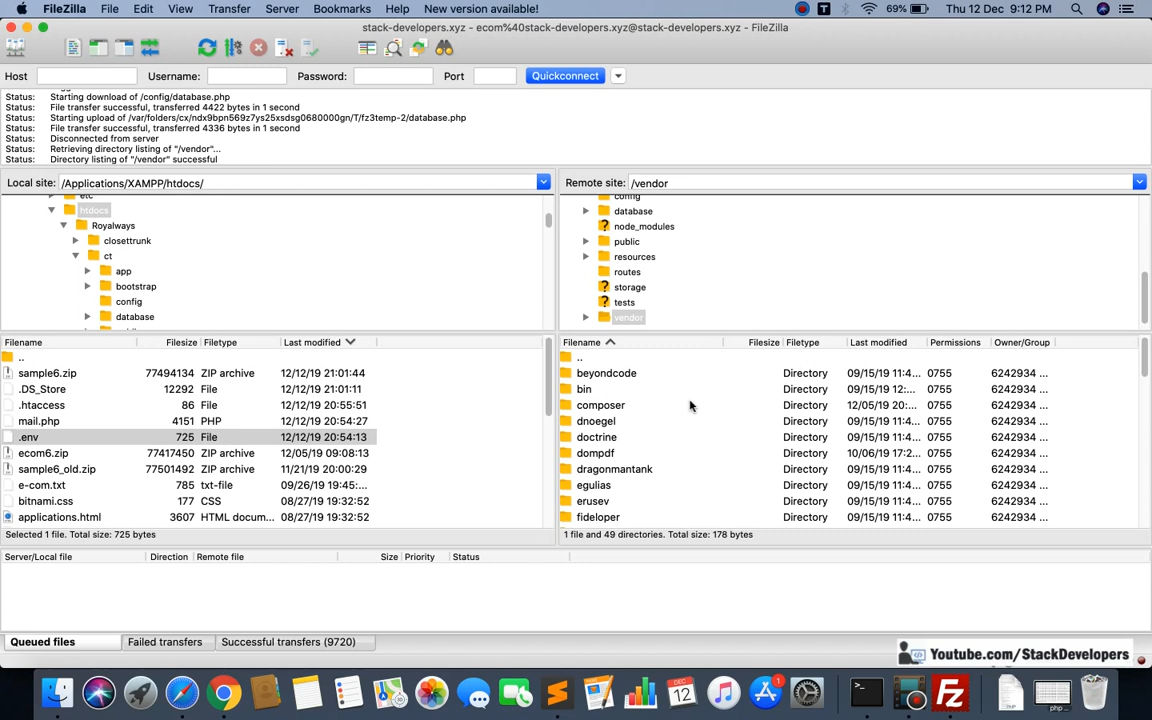 FileZilla File Edit View Transfer Server Bookmarks Help New version available! T 69% Thu 12 Dec 9:12 PM
stack-developers.xyz - ecom%40stack-developers.xyz@stack-developers.xyz - FileZilla
Host Username: Password: Port Quickconnect
Status: Starting download of /config/database.php
Status: File transfer successful, transferred 4422 bytes in 1 second
Status: Starting upload of /var/folders/cx/ndx9bpn569z7ys25xsdsg0680000gn/T/fz3temp-2/database.php
Status: File transfer successful, transferred 4336 bytes in 1 second
Status: Disconnected from server
Status: Retrieving directory listing of "/vendor"...
Status: Directory listing of "/vendor" successful
Local site: /Applications/XAMPP/htdocs/
etc
htdocs
Royalways
closettrunk
ct
app
bootstrap
config
database
Remote site: /vendor
config
database
node_modules
public
resources
routes
storage
tests
vendor
Filename Filesize Filetype Last modified
..
sample6.zip 77494134 ZIP archive 12/12/19 21:01:44
.DS_Store 12292 File 12/12/19 21:01:11
.htaccess 86 File 12/12/19 20:55:51
mail.php 4151 PHP 12/12/19 20:54:27
.env 725 File 12/12/19 20:54:13
ecom6.zip 77417450 ZIP archive 12/05/19 09:08:13
sample6_old.zip 77501492 ZIP archive 11/21/19 20:00:29
e-com.txt 785 txt-file 09/26/19 19:45:...
bitnami.css 177 CSS 08/27/19 19:32:52
applications.html 3607 HTML docum... 08/27/19 19:32:52
Selected 1 file. Total size: 725 bytes
Filename Filesize Filetype Last modified Permissions Owner/Group
..
beyondcode Directory 09/15/19 11:4... 0755 6242934 ...
bin Directory 09/15/19 12:... 0755 6242934 ...
composer Directory 12/05/19 20:... 0755 6242934 ...
dnoegel Directory 09/15/19 11:4... 0755 6242934 ...
doctrine Directory 09/15/19 11:4... 0755 6242934 ...
dompdf Directory 10/06/19 17:2... 0755 6242934 ...
dragonmantank Directory 09/15/19 11:4... 0755 6242934 ...
egulias Directory 09/15/19 11:4... 0755 6242934 ...
erusev Directory 09/15/19 11:4... 0755 6242934 ...
fideloper Directory 09/15/19 11:4... 0755 6242934 ...
1 file and 49 directories. Total size: 178 bytes
Server/Local file Direction Remote file Size Priority Status
Queued files Failed transfers Successful transfers (9720)
Youtube.com/StackDevelopers
DEC
12
1
Fz
PHP
php